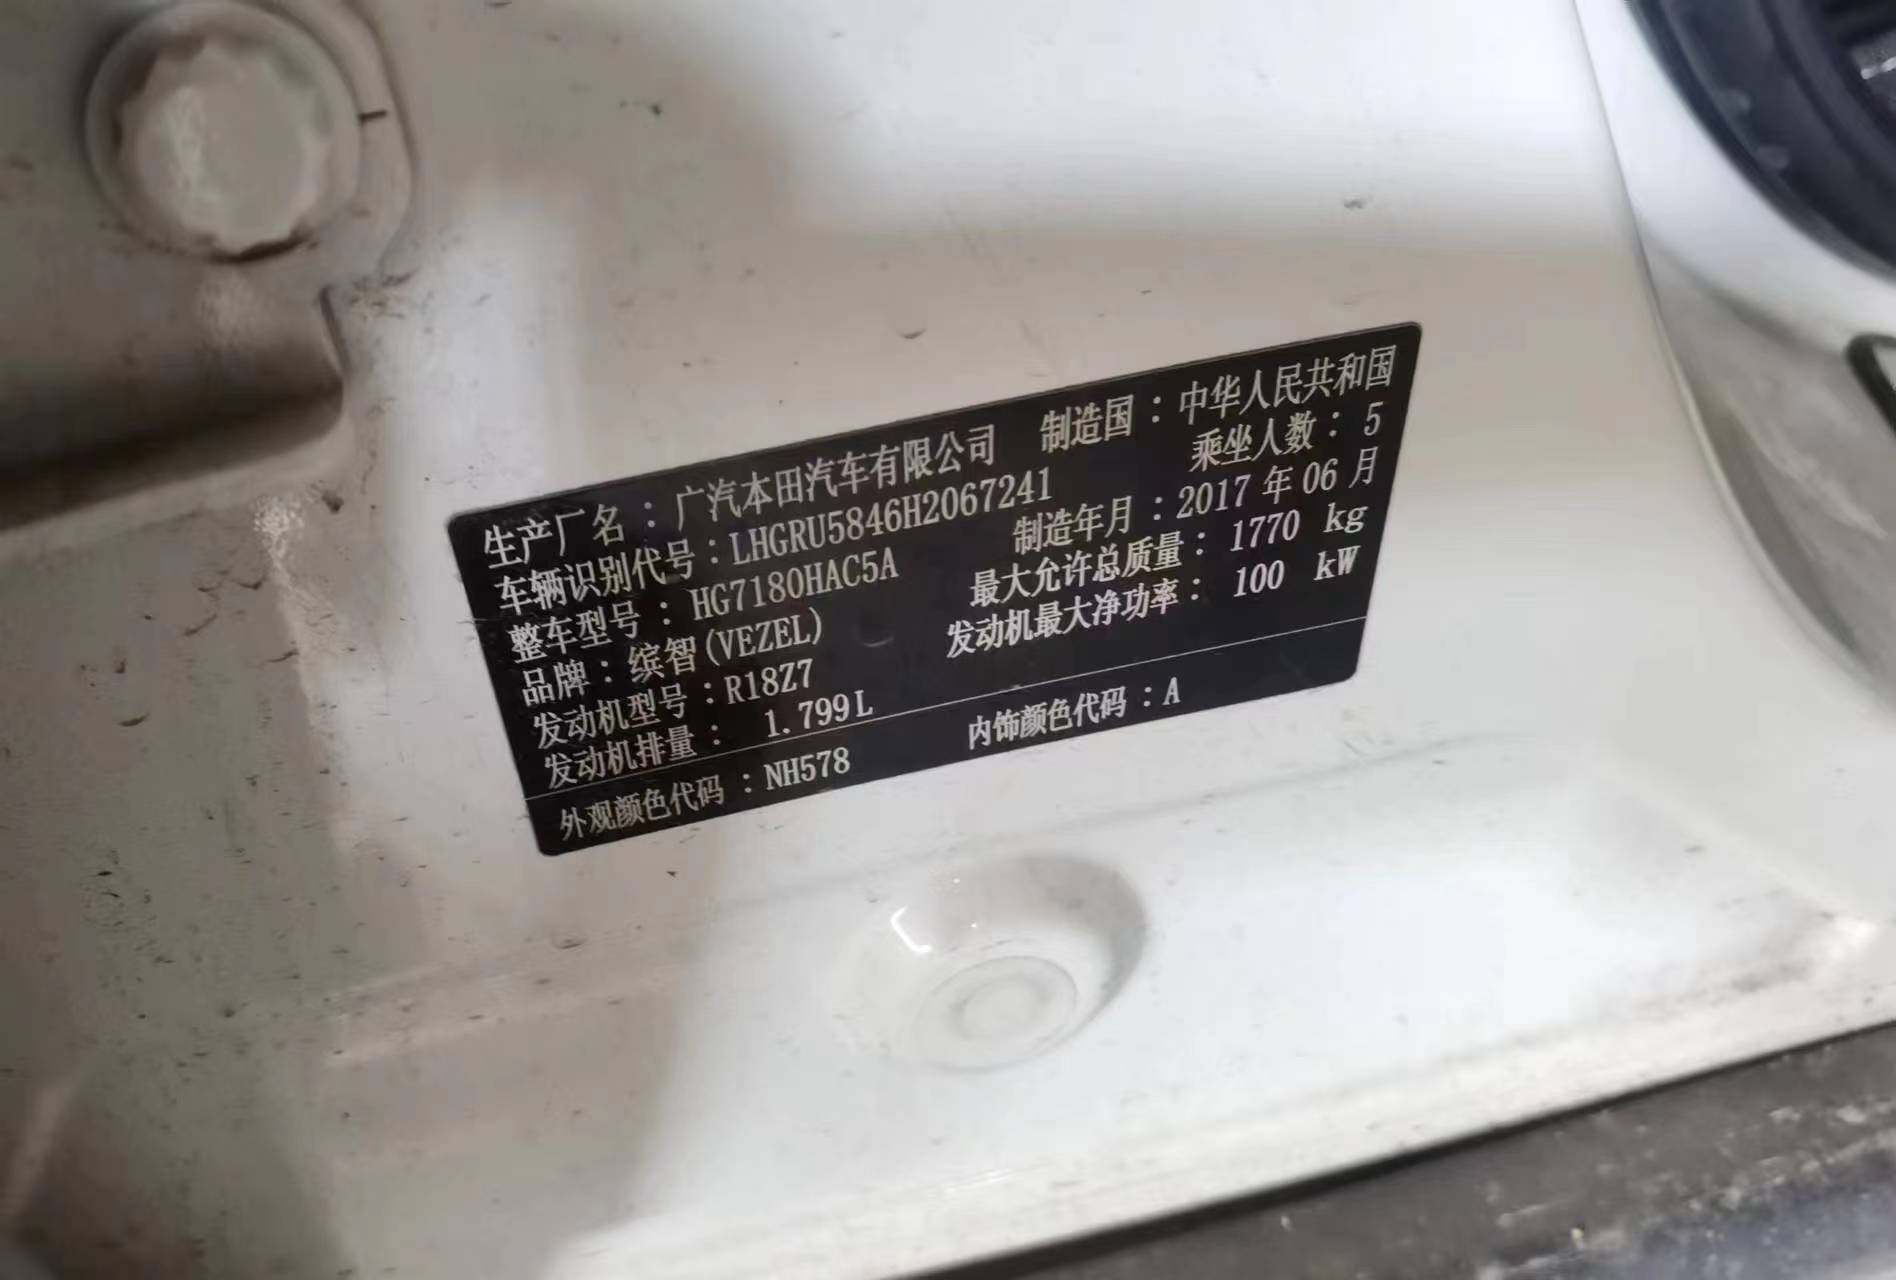 生产厂名：广汽本田汽车有限公司 制造国：中华人民共和国
车辆识别代号：LHGRU5846H2067241 乘坐人数：5
整车型号：HG7180HAC5A 制造年月：2017年06月
品牌：缤智(VEZEL) 最大允许总质量：1770 kg
发动机型号：R18Z7 发动机最大净功率：100 kW
发动机排量：1.799L
外观颜色代码：NH578 内饰颜色代码：A